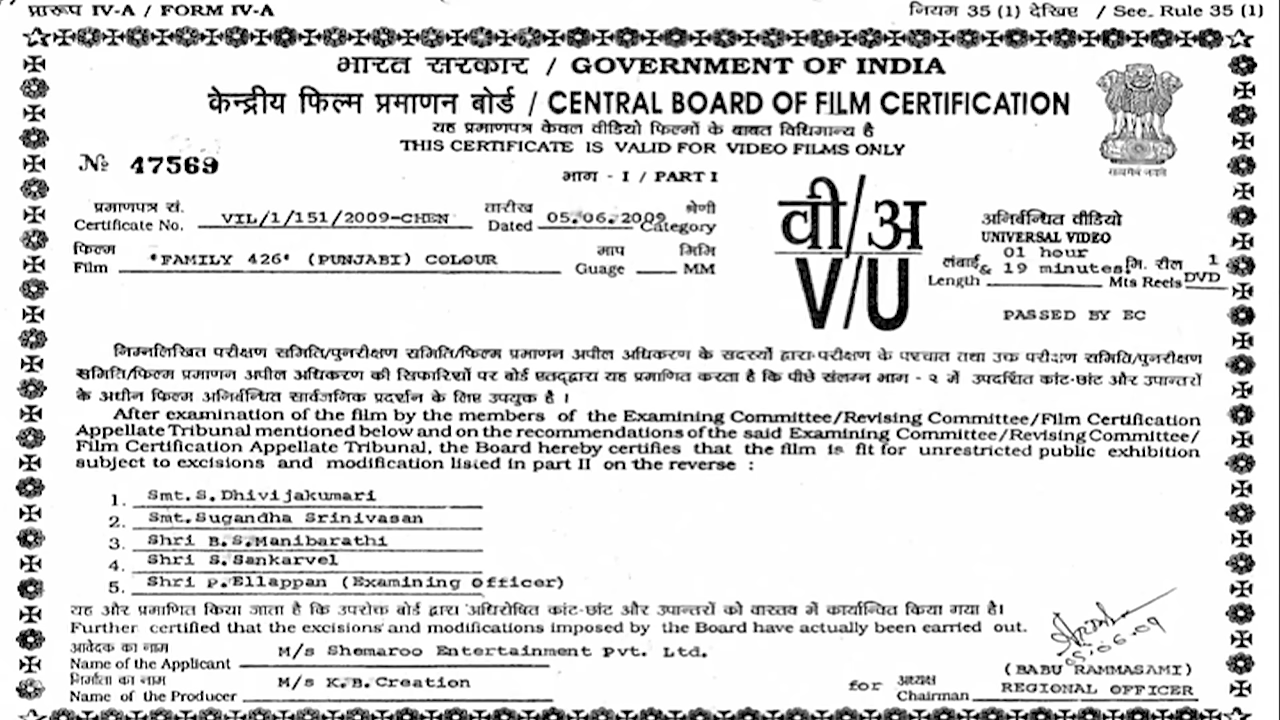 प्रारूप IV-A / FORM IV-A
नियम 35 (1) देखिए / See. Rule 35 (1)
भारत सरकार / GOVERNMENT OF INDIA
केन्द्रीय फिल्म प्रमाणन बोर्ड / CENTRAL BOARD OF FILM CERTIFICATION
यह प्रमाणपत्र केवल वीडियो फिल्मों के बाबत विधिमान्य है
THIS CERTIFICATE IS VALID FOR VIDEO FILMS ONLY
№ 47569
भाग - I / PART I
प्रमाणपत्र सं. तारीख श्रेणी
Certificate No. VIL/1/151/2009-CHEN Dated 05.06.2009 Category
वी/अ
V/U
अनिर्बन्धित वीडियो
UNIVERSAL VIDEO
फिल्म माप मिमि
Film 'FAMILY 426' (PUNJABI) COLOUR Guage MM
01 hour
लंबाई & 19 minutes. मि. रील 1
Length Mts Reels DVD
PASSED BY EC
निम्नलिखित परीक्षण समिति/पुनरीक्षण समिति/फिल्म प्रमाणन अपील अधिकरण के सदस्यों द्वारा परीक्षण के पश्चात तथा उक्त परीक्षण समिति/पुनरीक्षण
समिति/फिल्म प्रमाणन अपील अधिकरण की सिफारिशों पर बोर्ड एतद्द्वारा यह प्रमाणित करता है कि पीछे संलग्न भाग - २ में उपदर्शित कांट-छांट और उपान्तरों
के अधीन फिल्म अनिर्बन्धित सार्वजनिक प्रदर्शन के लिए उपयुक्त है ।
After examination of the film by the members of the Examining Committee/Revising Committee/Film Certification
Appellate Tribunal mentioned below and on the recommendations of the said Examining Committee/Revising Committee/
Film Certification Appellate Tribunal, the Board hereby certifies that the film is fit for unrestricted public exhibition
subject to excisions and modification listed in part II on the reverse :
1. Smt.S.Dhivijakumari
2. Smt.Sugandha Srinivasan
3. Shri B.S.Manibarathi
4. Shri S.Sankarvel
5. Shri P.Ellappan (Examining Officer)
यह और प्रमाणित किया जाता है कि उपरोक्त बोर्ड द्वारा अधिरोपित कांट-छांट और उपान्तरों को वास्तव में कार्यान्वित किया गया है।
Further certified that the excisions and modifications imposed by the Board have actually been carried out.
05.06.09
आवेदक का नाम
Name of the Applicant M/s Shemaroo Entertainment Pvt. Ltd.
(BABU RAMMASAMI)
निर्माता का नाम
Name of the Producer M/s K.B.Creation
for अध्यक्ष
Chairman REGIONAL OFFICER